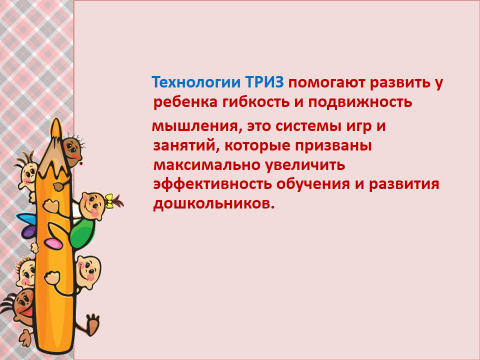 Технологии ТРИЗ помогают развить у
ребенка гибкость и подвижность
мышления, это системы игр и
занятий, которые призваны
максимально увеличить
эффективность обучения и развития
дошкольников.